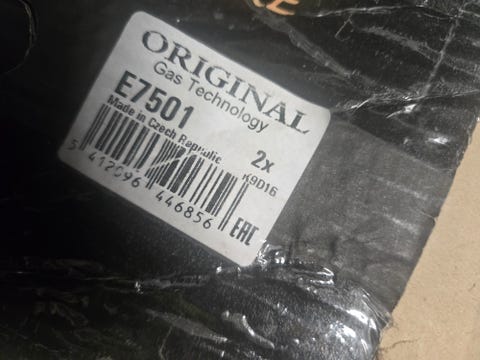 ORIGINAL
Gas Technology
E7501
Made in Czech Republic
2x
K9D16
5 412096 446856
EAC